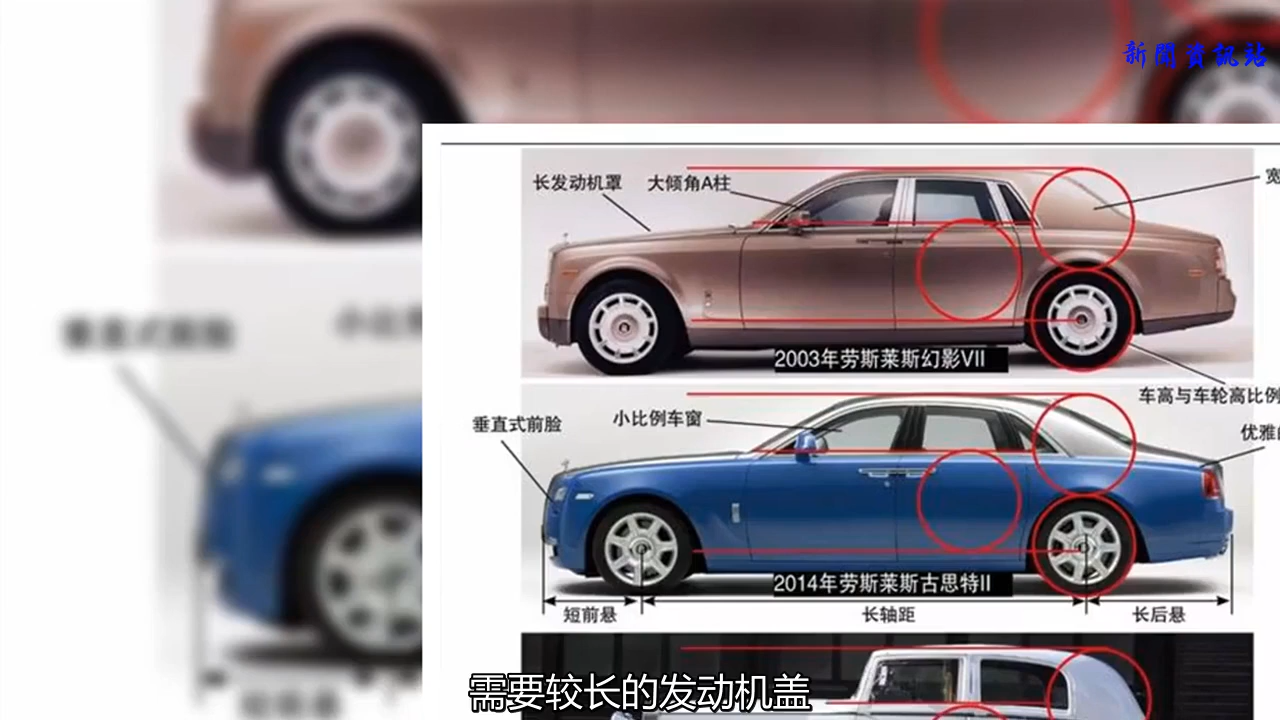 新聞資訊站
长发动机罩
大倾角A柱
宽
2003年劳斯莱斯幻影VII
车高与车轮高比例
垂直式前脸
小比例车窗
优雅的
2014年劳斯莱斯古思特II
短前悬
长轴距
长后悬
需要较长的发动机盖